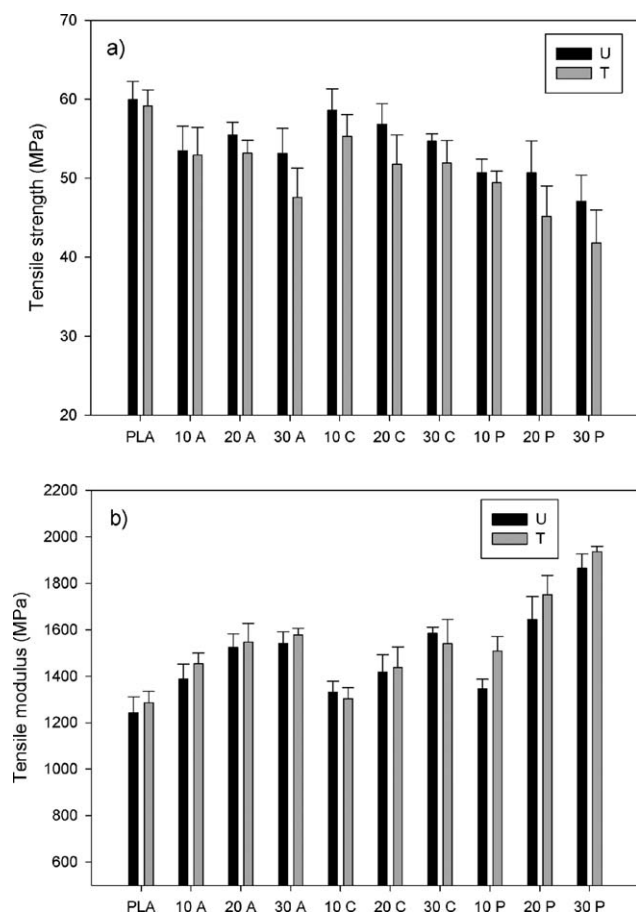 a)
U
T
Tensile strength (MPa)
70
60
50
40
30
20
PLA 10 A 20 A 30 A 10 C 20 C 30 C 10 P 20 P 30 P
b)
U
T
Tensile modulus (MPa)
2200
2000
1800
1600
1400
1200
1000
800
600
PLA 10 A 20 A 30 A 10 C 20 C 30 C 10 P 20 P 30 P